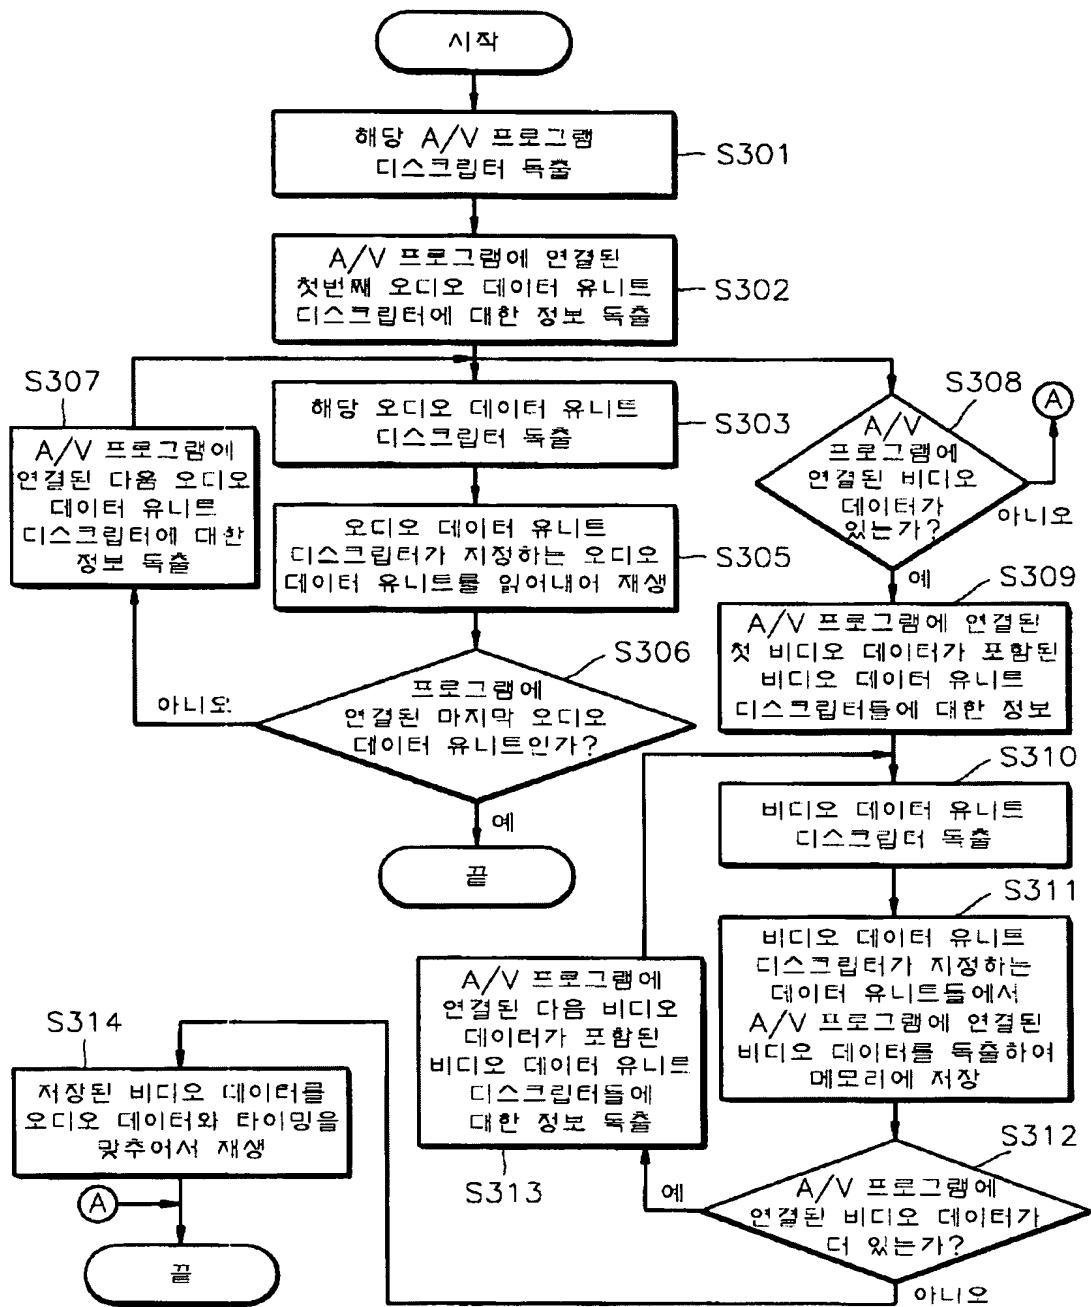 시작
해당 A/V 프로그램
디스크립터 독출
S301
A/V 프로그램에 연결된
첫번째 오디오 데이터 유니트
디스크립터에 대한 정보 독출
S302
S307
A/V 프로그램에
연결된 다음 오디오
데이터 유니트
디스크립터에 대한
정보 독출
해당 오디오 데이터 유니트
디스크립터 독출
S303
오디오 데이터 유니트
디스크립터가 지정하는 오디오
데이터 유니트를 읽어내어 재생
S305
S306
프로그램에
연결된 마지막 오디오
데이터 유니트인가?
아니오
예
끝
S308
A
A/V
프로그램에
연결된 비디오
데이터가
있는가?
아니오
예
S309
A/V 프로그램에 연결된
첫 비디오 데이터가 포함된
비디오 데이터 유니트
디스크립터들에 대한 정보
S310
비디오 데이터 유니트
디스크립터 독출
S311
비디오 데이터 유니트
디스크립터가 지정하는
데이터 유니트들에서
A/V 프로그램에 연결된
비디오 데이터를 독출하여
메모리에 저장
S312
A/V 프로그램에
연결된 비디오 데이터가
더 있는가?
예
아니오
A/V 프로그램에
연결된 다음 비디오
데이터가 포함된
비디오 데이터 유니트
디스크립터들에
대한 정보 독출
S313
S314
저장된 비디오 데이터를
오디오 데이터와 타이밍을
맞추어서 재생
A
끝